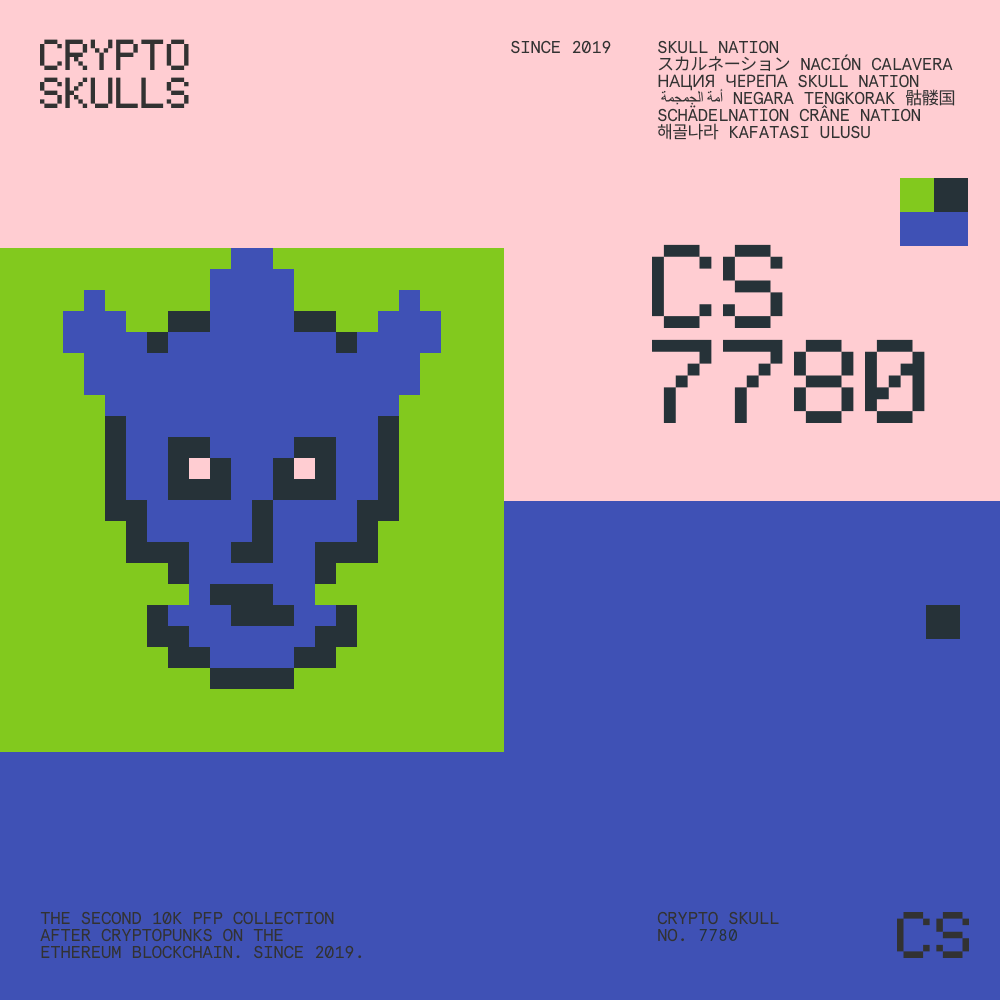 CRYPTO
SKULLS
SINCE 2019
SKULL NATION
スカルネーション NACIÓN CALAVERA
НАЦИЯ ЧЕРЕПА SKULL NATION
أمة الجمجمة NEGARA TENGKORAK 骷髅国
SCHÄDELNATION CRÂNE NATION
해골나라 KAFATASI ULUSU
CS
7780
THE SECOND 10K PFP COLLECTION
AFTER CRYPTOPUNKS ON THE
ETHEREUM BLOCKCHAIN. SINCE 2019.
CRYPTO SKULL
NO. 7780
CS